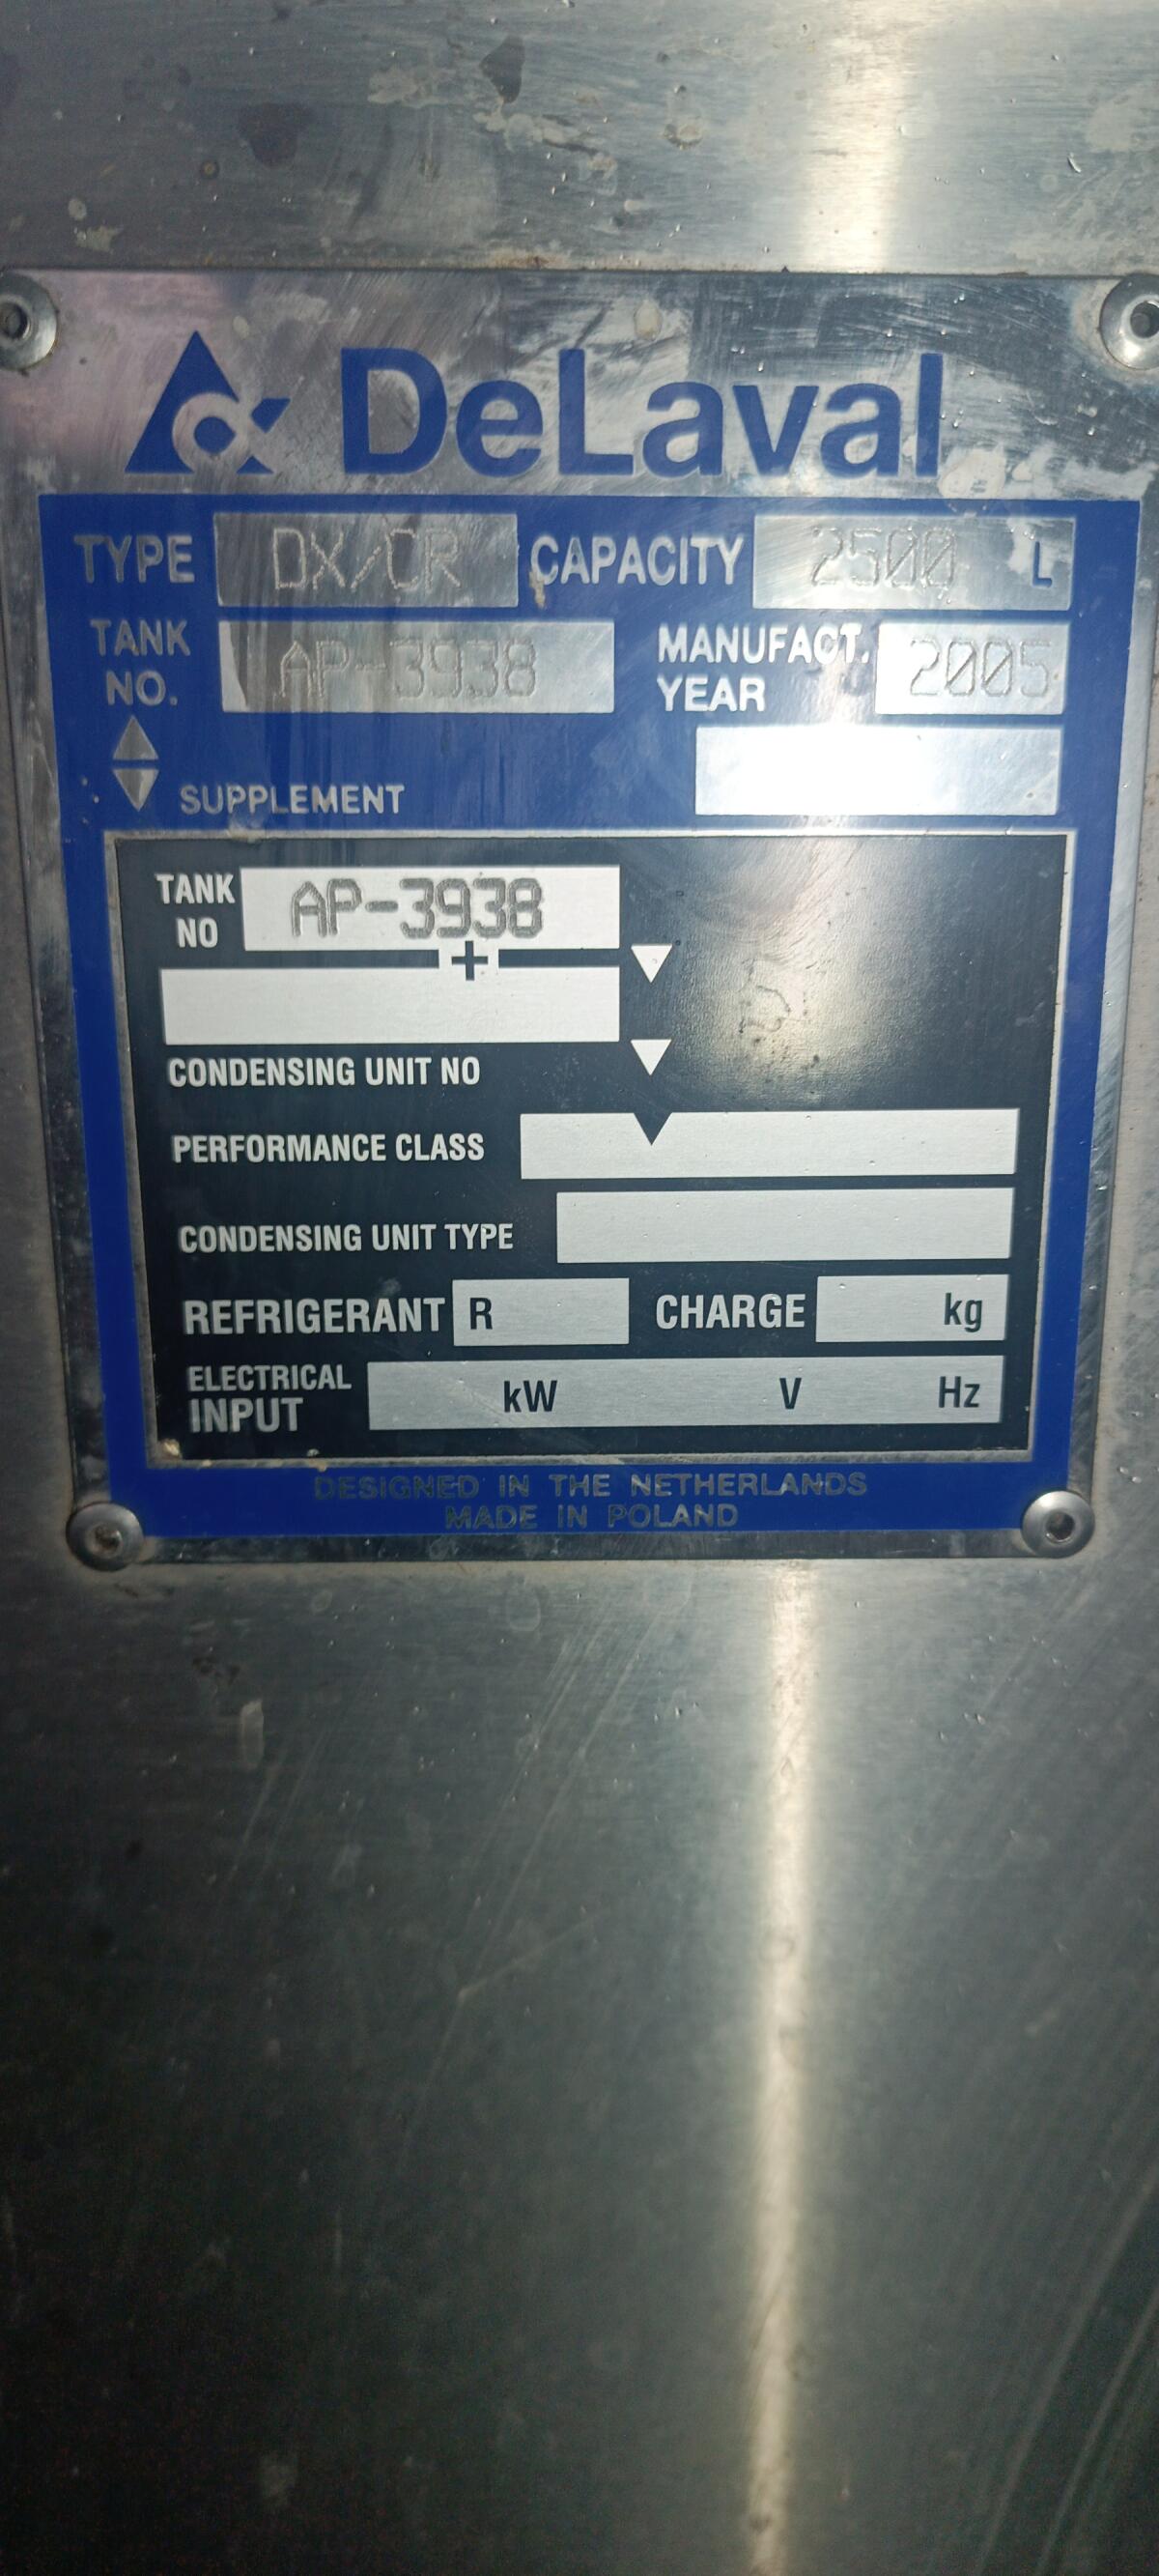 DeLaval
TYPE DX/CR CAPACITY 2500 L
TANK NO. AP-3938 MANUFACT. YEAR 2005
SUPPLEMENT
TANK NO AP-3938
+
CONDENSING UNIT NO
PERFORMANCE CLASS
CONDENSING UNIT TYPE
REFRIGERANT R CHARGE kg
ELECTRICAL INPUT kW V Hz
DESIGNED IN THE NETHERLANDS
MADE IN POLAND